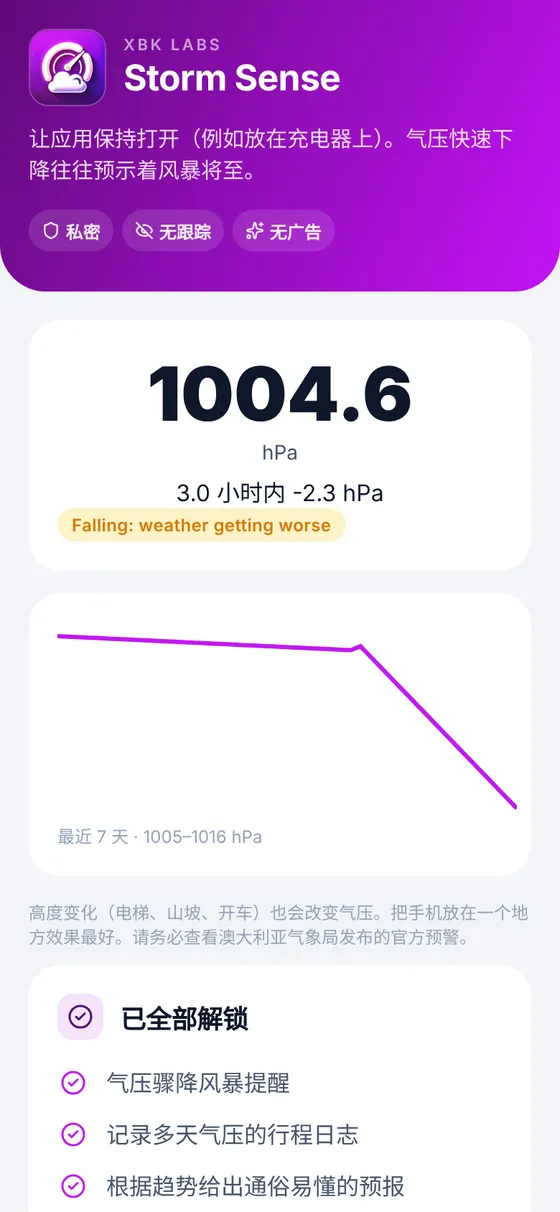 XBK LABS
Storm Sense
让应用保持打开（例如放在充电器上）。气压快速下
降往往预示着风暴将至。
私密
无跟踪
无广告
1004.6
hPa
3.0 小时内 -2.3 hPa
Falling: weather getting worse
最近 7 天 · 1005–1016 hPa
高度变化（电梯、山坡、开车）也会改变气压。把手机放在一个地
方效果最好。请务必查看澳大利亚气象局发布的官方预警。
已全部解锁
气压骤降风暴提醒
记录多天气压的行程日志
根据趋势给出通俗易懂的预报